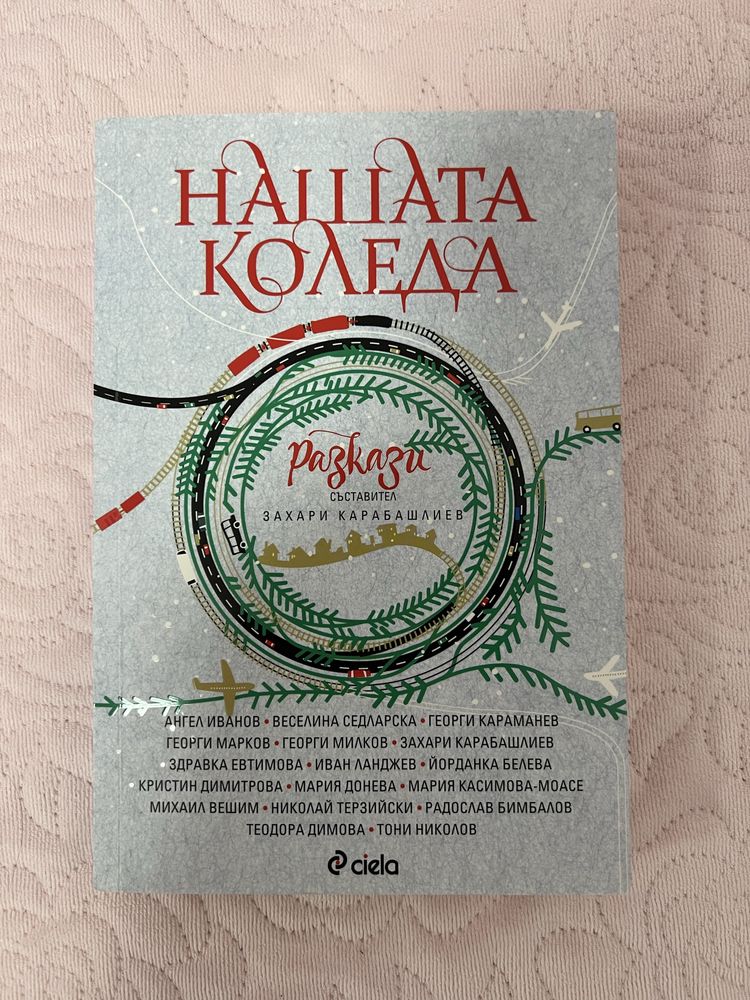 НАШАТА
КОЛЕДА
Разкази
СЪСТАВИТЕЛ
ЗАХАРИ КАРАБАШЛИЕВ
АНГЕЛ ИВАНОВ • ВЕСЕЛИНА СЕДЛАРСКА • ГЕОРГИ КАРАМАНЕВ
ГЕОРГИ МАРКОВ • ГЕОРГИ МИЛКОВ • ЗАХАРИ КАРАБАШЛИЕВ
ЗДРАВКА ЕВТИМОВА • ИВАН ЛАНДЖЕВ • ЙОРДАНКА БЕЛЕВА
КРИСТИН ДИМИТРОВА • МАРИЯ ДОНЕВА • МАРИЯ КАСИМОВА-МОАСЕ
МИХАИЛ ВЕШИМ • НИКОЛАЙ ТЕРЗИЙСКИ • РАДОСЛАВ БИМБАЛОВ
ТЕОДОРА ДИМОВА • ТОНИ НИКОЛОВ
ciela